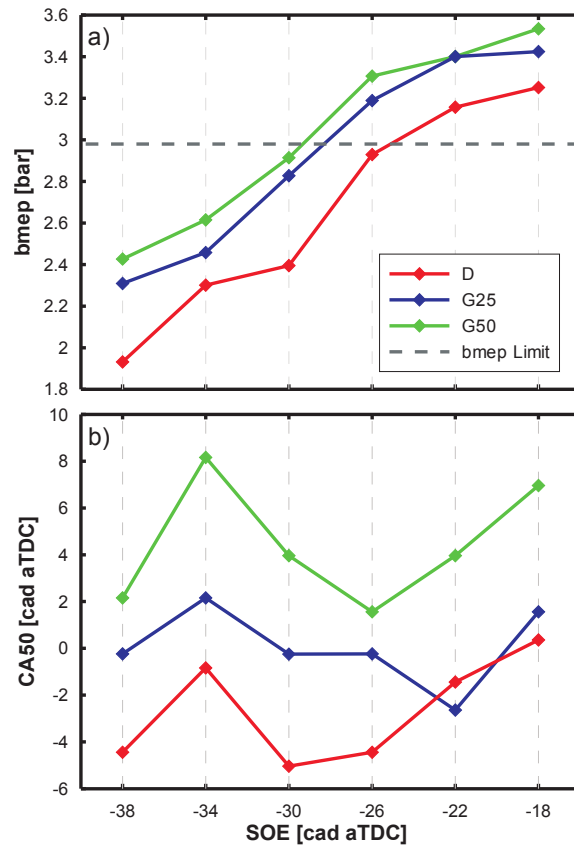 a)
3.6
3.4
3.2
3
2.8
2.6
2.4
2.2
2
1.8
bmep [bar]
D
G25
G50
bmep Limit
b)
10
8
6
4
2
0
-2
-4
-6
CA50 [cad aTDC]
-38 -34 -30 -26 -22 -18
SOE [cad aTDC]